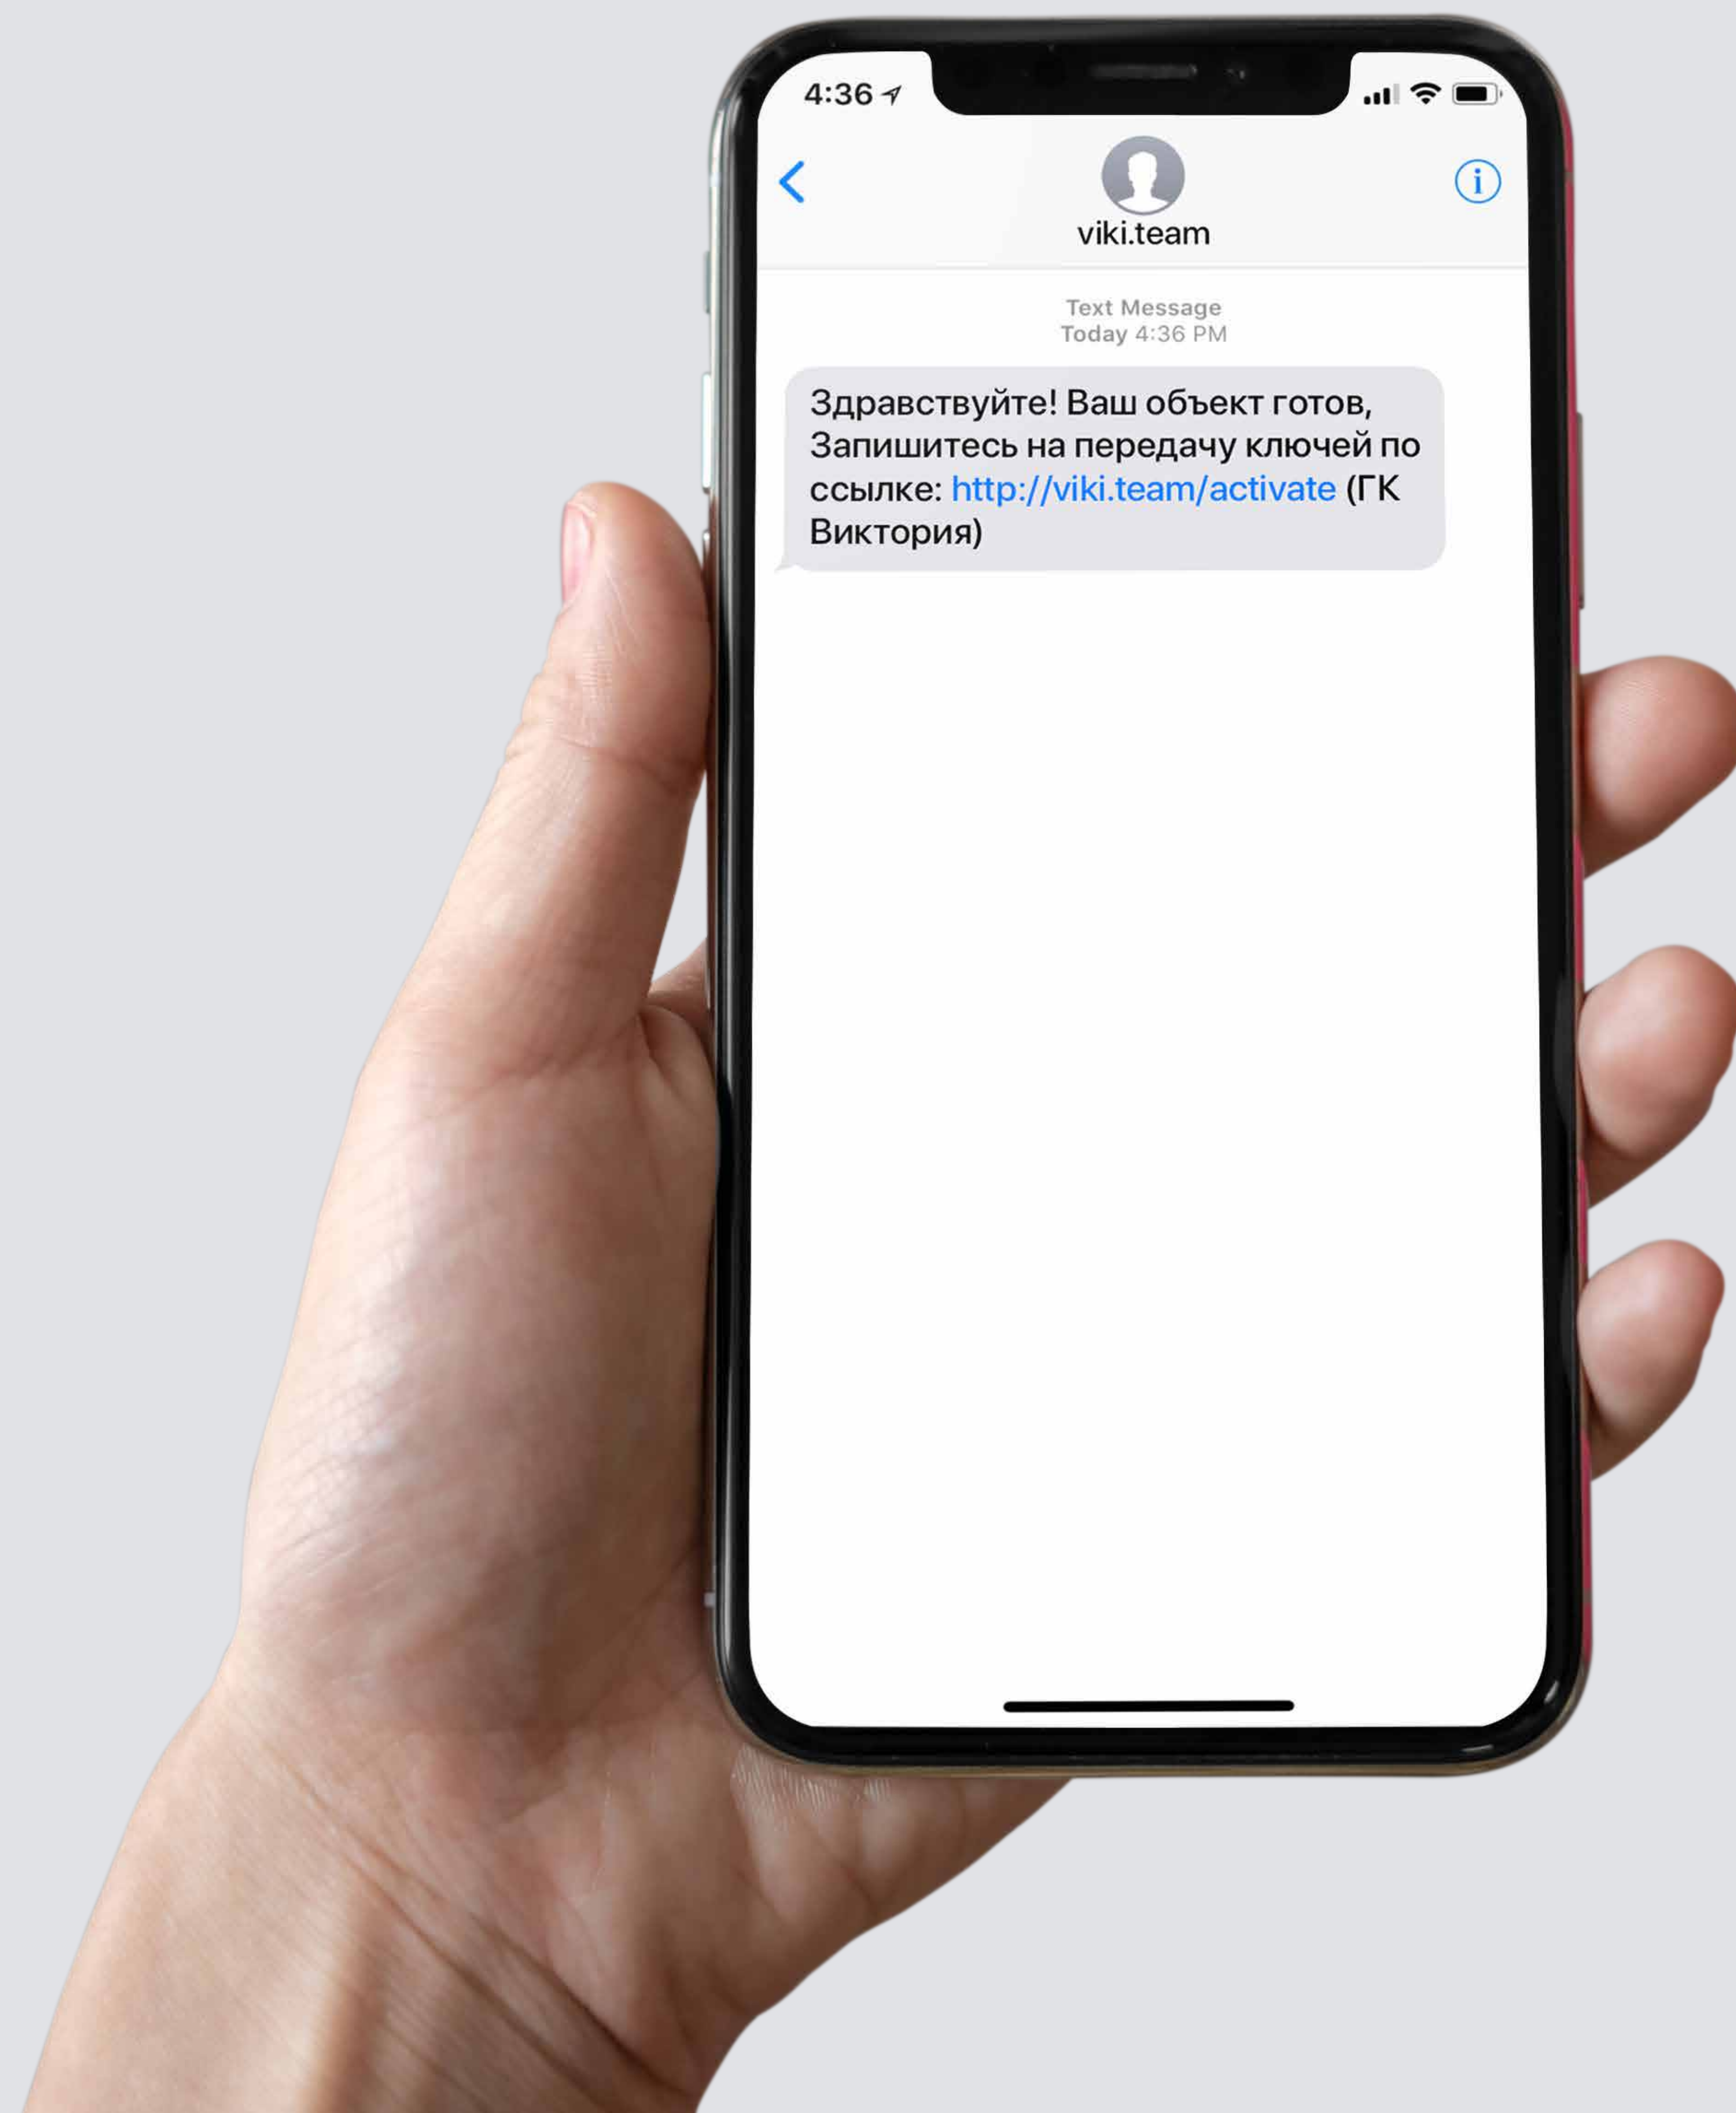 4:36
viki.team
Text Message
Today 4:36 PM
Здравствуйте! Ваш объект готов,
Запишитесь на передачу ключей по
ссылке: http://viki.team/activate (ГК
Виктория)